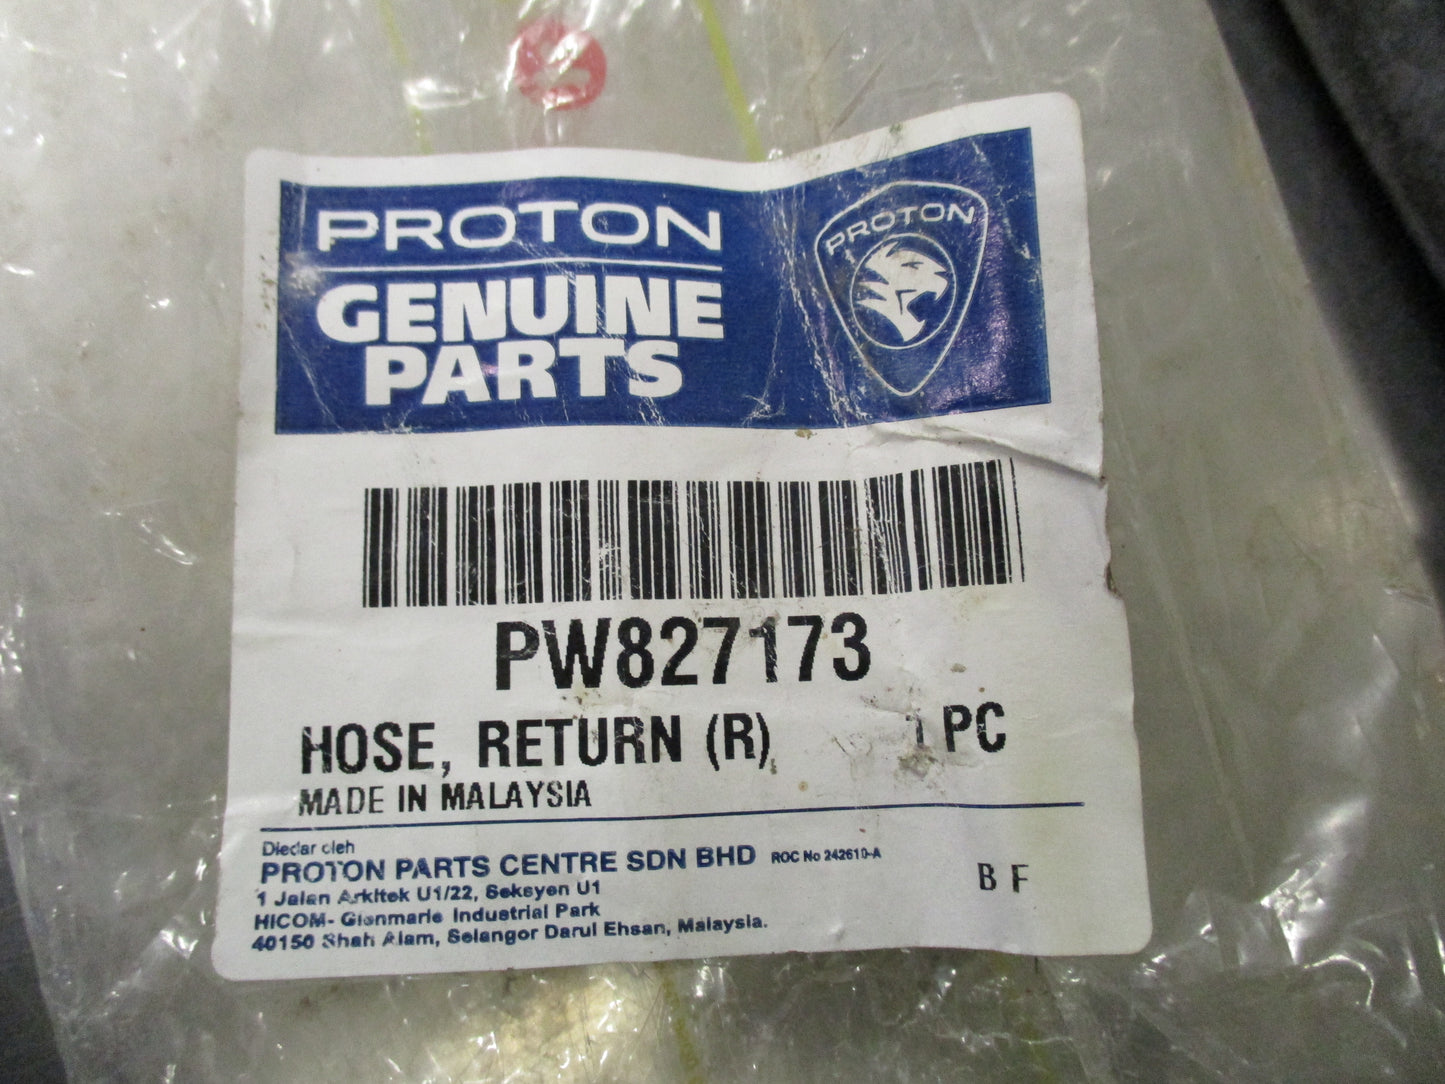 PROTON
GENUINE
PARTS
PROTON
PW827173
HOSE, RETURN (R) 1 PC
MADE IN MALAYSIA
Diedar oleh
PROTON PARTS CENTRE SDN BHD ROC No 242610-A
1 Jalan Arkitek U1/22, Seksyen U1
HICOM- Glenmarie Industrial Park
40150 Shah Alam, Selangor Darul Ehsan, Malaysia.
B F